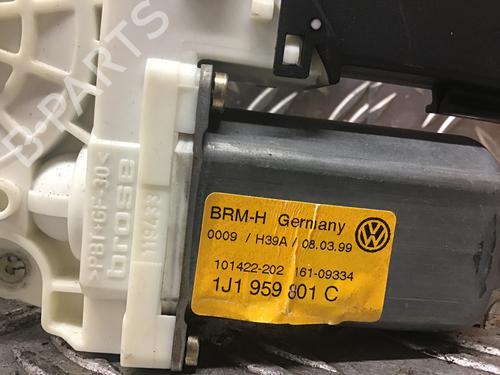 B-PARTS
>PBT-GF-30<
brose
119433
BRM-H Germany
0009 / H39A / 08.03.99
101422-202 161-09334
1J1 959 801 C